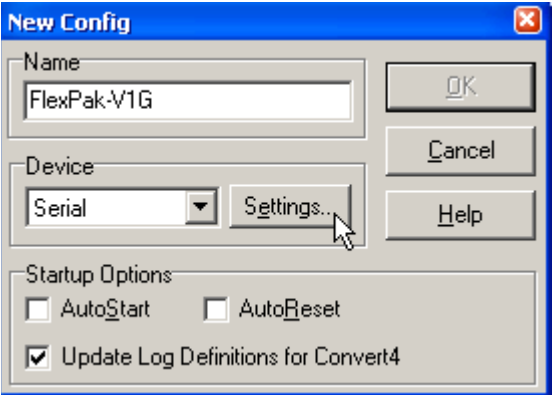 New Config
Name
FlexPak-V1G
OK
Cancel
Device
Serial
Settings...
Help
Startup Options
AutoStart
AutoReset
Update Log Definitions for Convert4